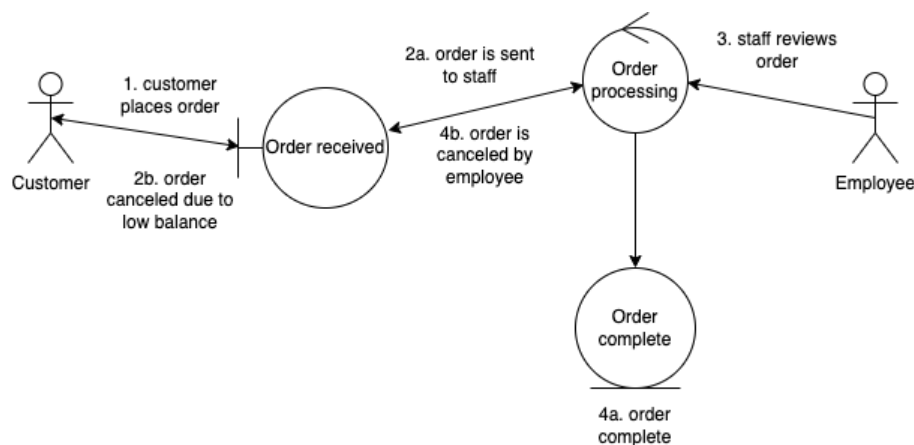 1. customer
places order
Customer
2b. order
canceled due to
low balance
Order received
2a. order is sent
to staff
4b. order is
canceled by
employee
Order
processing
3. staff reviews
order
Employee
Order
complete
4a. order
complete